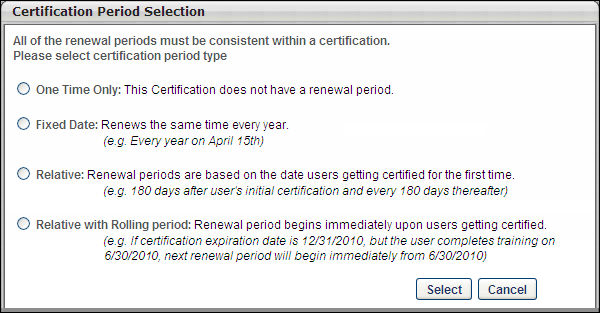 Certification Period Selection
All of the renewal periods must be consistent within a certification.
Please select certification period type
One Time Only: This Certification does not have a renewal period.
Fixed Date: Renews the same time every year.
(e.g. Every year on April 15th)
Relative: Renewal periods are based on the date users getting certified for the first time.
(e.g. 180 days after user's initial certification and every 180 days thereafter)
Relative with Rolling period: Renewal period begins immediately upon users getting certified.
(e.g. If certification expiration date is 12/31/2010, but the user completes training on
6/30/2010, next renewal period will begin immediately from 6/30/2010)
Select Cancel